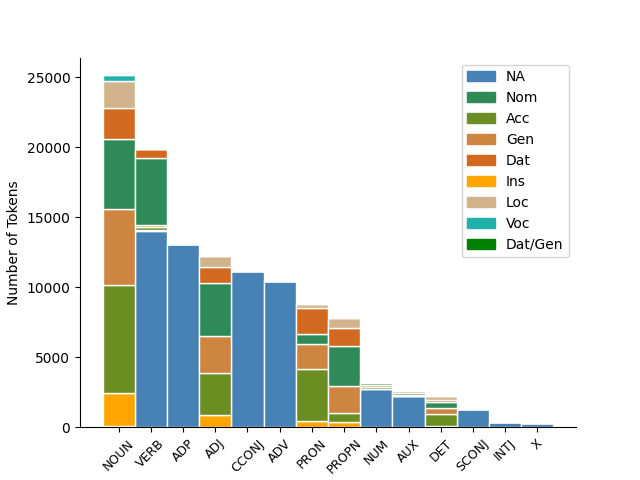 NA
Nom
Acc
Gen
Dat
Ins
Loc
Voc
Dat/Gen
Number of Tokens
25000
20000
15000
10000
5000
0
NOUN
VERB
ADP
ADJ
CCONJ
ADV
PRON
PROPN
NUM
AUX
DET
SCONJ
INTJ
X